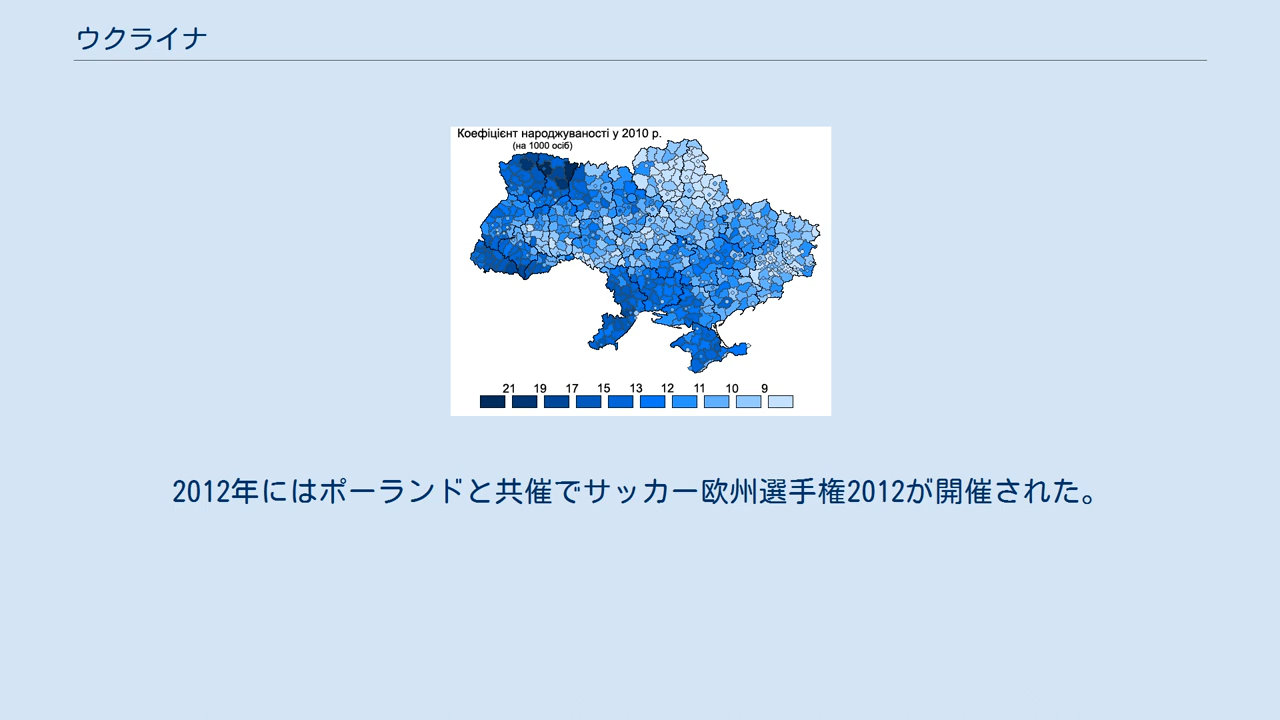 ウクライナ
Коефіцієнт народжуваності у 2010 р.
(на 1000 осіб)
21 19 17 15 13 12 11 10 9
2012年にはポーランドと共催でサッカー欧州選手権2012が開催された。